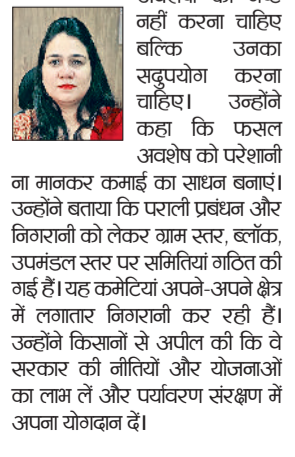 नहीं करना चाहिए
बल्कि उनका
सदुपयोग करना
चाहिए। उन्होंने
कहा कि फसल
अवशेष को परेशानी
ना मानकर कमाई का साधन बनाएं।
उन्होंने बताया कि पराली प्रबंधन और
निगरानी को लेकर ग्राम स्तर, ब्लॉक,
उपमंडल स्तर पर समितियां गठित की
गई हैं। यह कमेटियां अपने-अपने क्षेत्र
में लगातार निगरानी कर रही हैं।
उन्होंने किसानों से अपील की कि वे
सरकार की नीतियों और योजनाओं
का लाभ लें और पर्यावरण संरक्षण में
अपना योगदान दें।